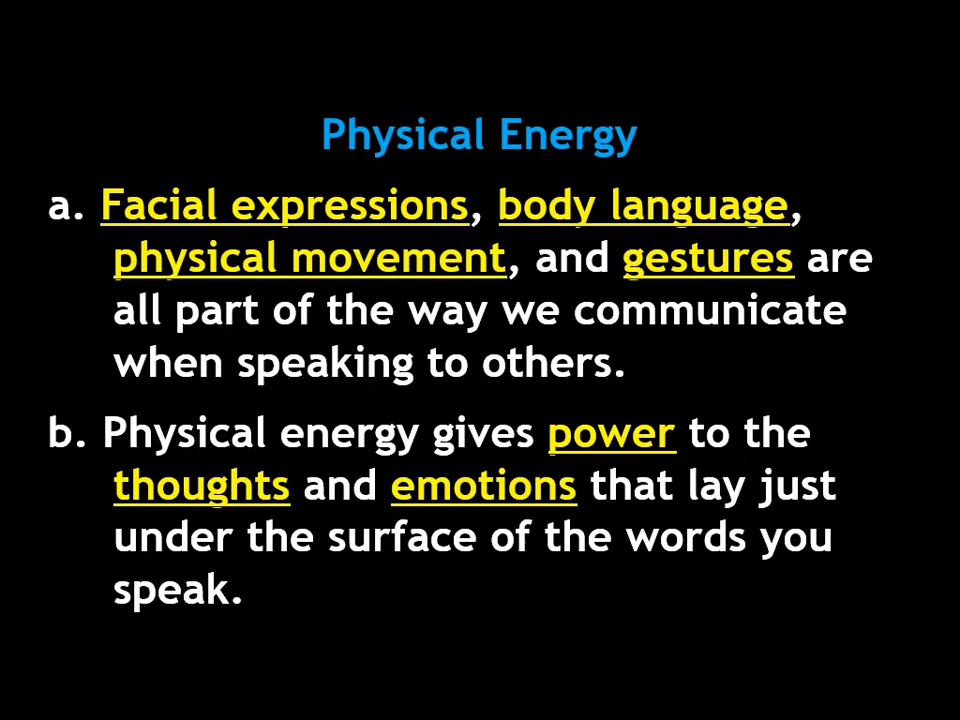 Physical Energy
a. Facial expressions, body language,
physical movement, and gestures are
all part of the way we communicate
when speaking to others.
b. Physical energy gives power to the
thoughts and emotions that lay just
under the surface of the words you
speak.